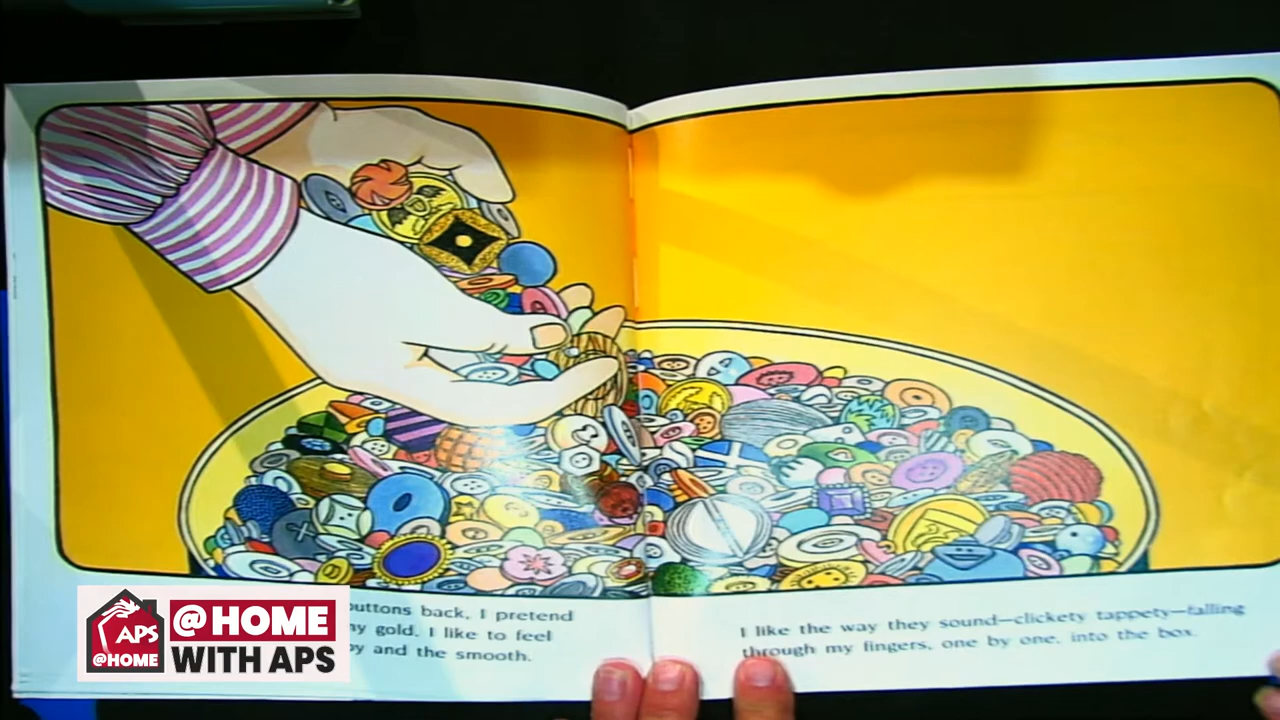 buttons back, I pretend
my gold. I like to feel
and the smooth.
I like the way they sound—clickety tappety—falling
through my fingers, one by one, into the box.
APS
@HOME
@HOME
WITH APS